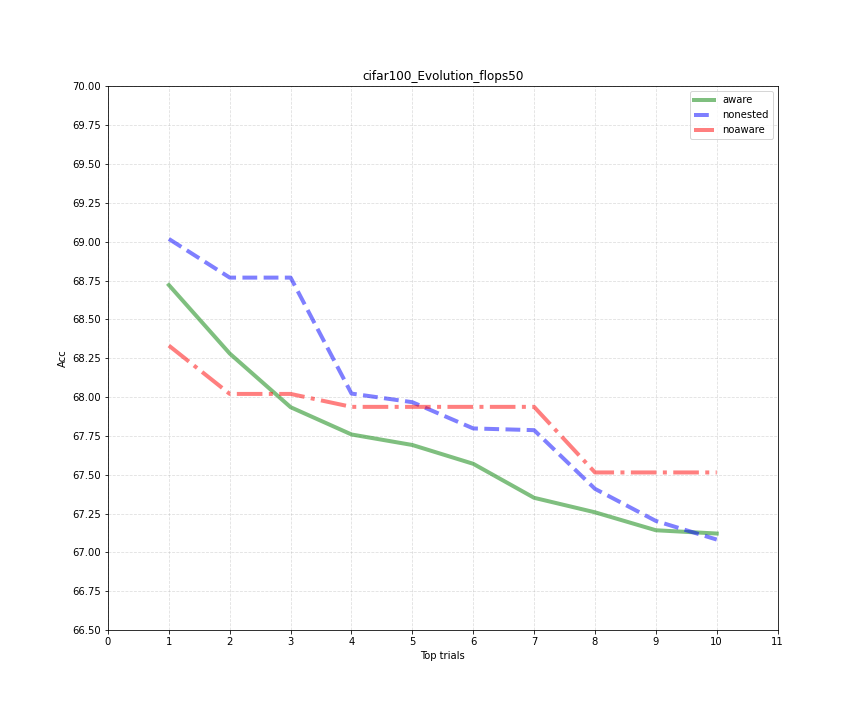 cifar100_Evolution_flops50
70.00
69.75
69.50
69.25
69.00
68.75
68.50
68.25
68.00
67.75
67.50
67.25
67.00
66.75
66.50
Acc
aware
nonested
noaware
0 1 2 3 4 5 6 7 8 9 10 11
Top trials